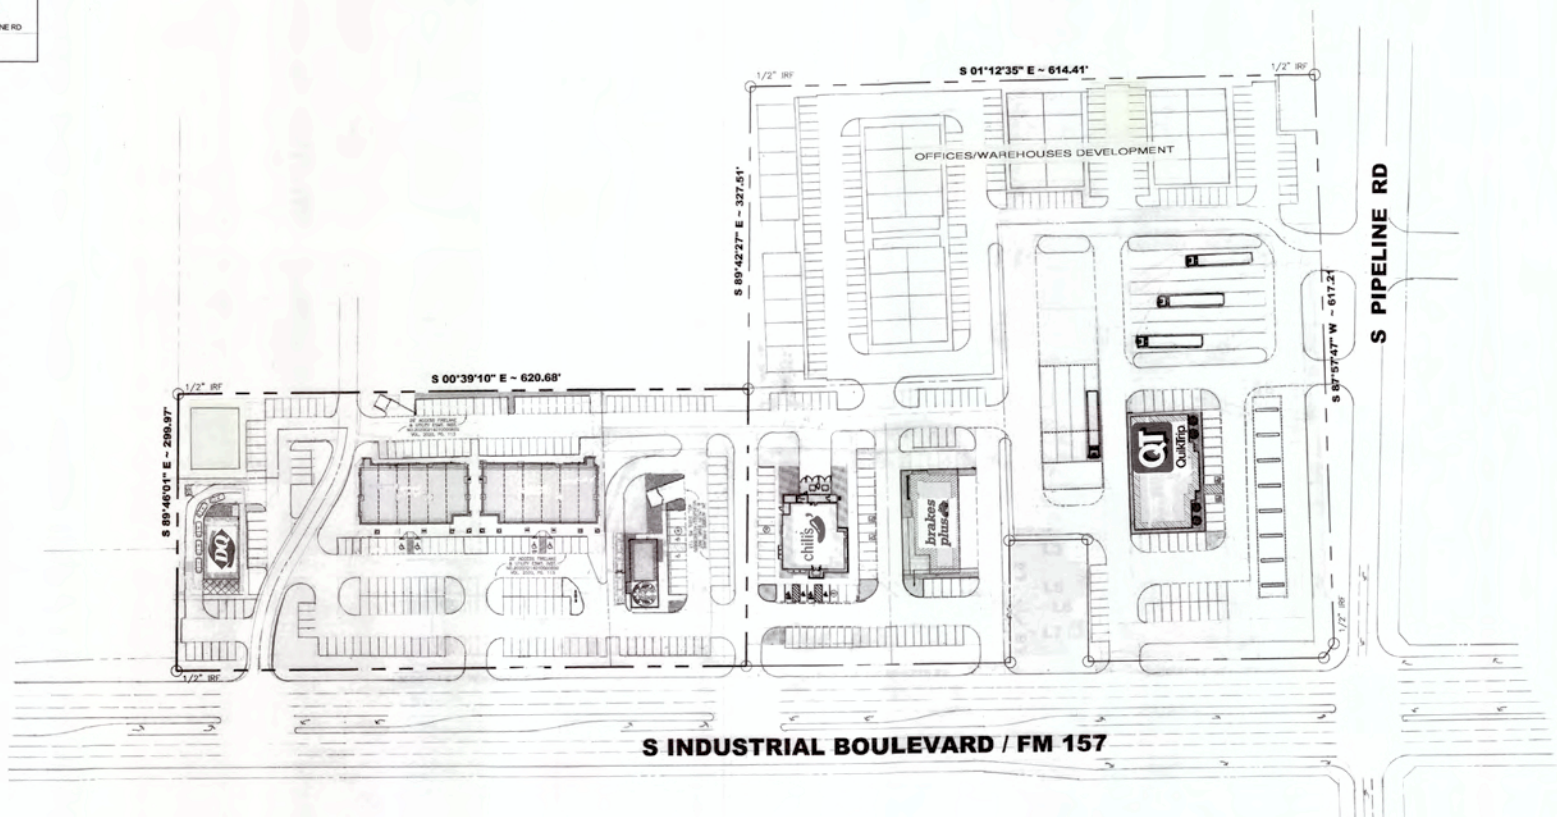 NE RD
1/2" IRF
S 01°12'35" E ~ 614.41'
1/2" IRF
OFFICES/WAREHOUSES DEVELOPMENT
S 89°42'27" E ~ 327.51'
S PIPELINE RD
S 87°57'47" W ~ 617.21'
1/2" IRF
S 00°39'10" E ~ 620.68'
S 89°46'01" E ~ 299.97'
DQ
chili's
brakes
plus
QT
QuikTrip
1/2" IRF
1/2" IRF
S INDUSTRIAL BOULEVARD / FM 157